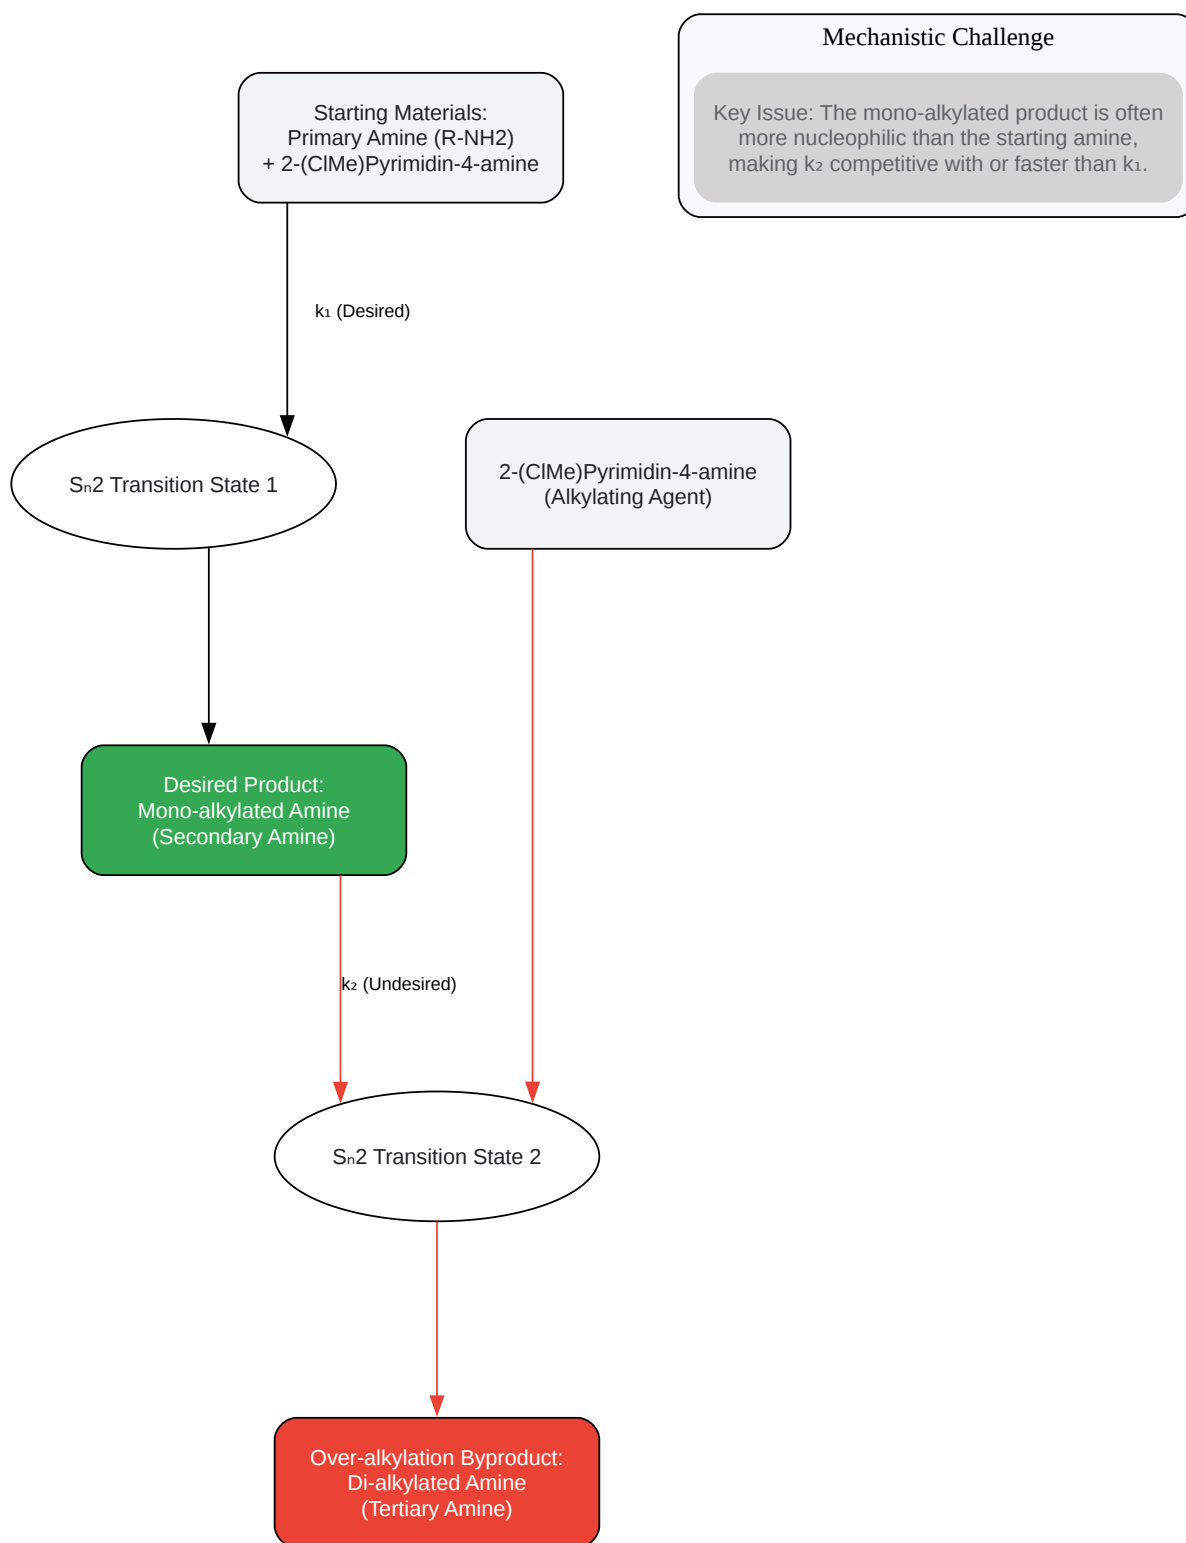 Mechanistic Challenge
Starting Materials:
Primary Amine (R-NH2)
+ 2-(ClMe)Pyrimidin-4-amine
Key Issue: The mono-alkylated product is often
more nucleophilic than the starting amine,
making k₂ competitive with or faster than k₁.
k₁ (Desired)
Sₙ2 Transition State 1
2-(ClMe)Pyrimidin-4-amine
(Alkylating Agent)
Desired Product:
Mono-alkylated Amine
(Secondary Amine)
k₂ (Undesired)
Sₙ2 Transition State 2
Over-alkylation Byproduct:
Di-alkylated Amine
(Tertiary Amine)